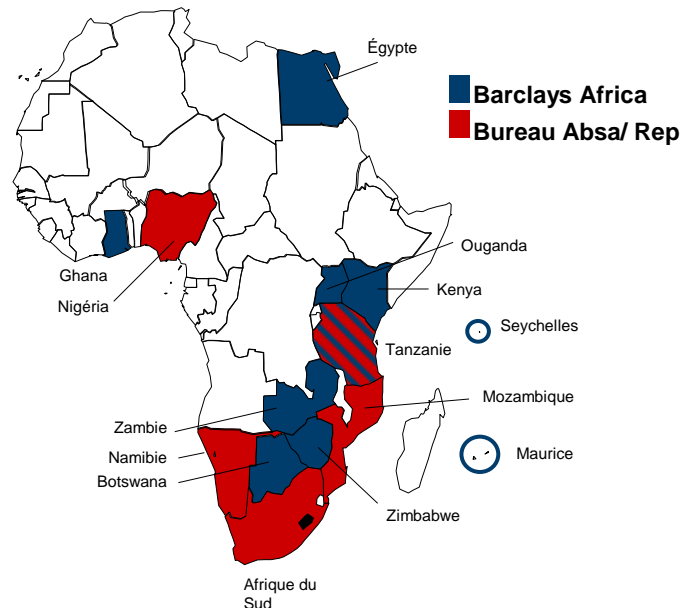 Égypte
Barclays Africa
Bureau Absa/ Rep
Ouganda
Ghana
Kenya
Nigéria
Seychelles
Tanzanie
Mozambique
Zambie
Namibie
Maurice
Botswana
Zimbabwe
Afrique du
Sud